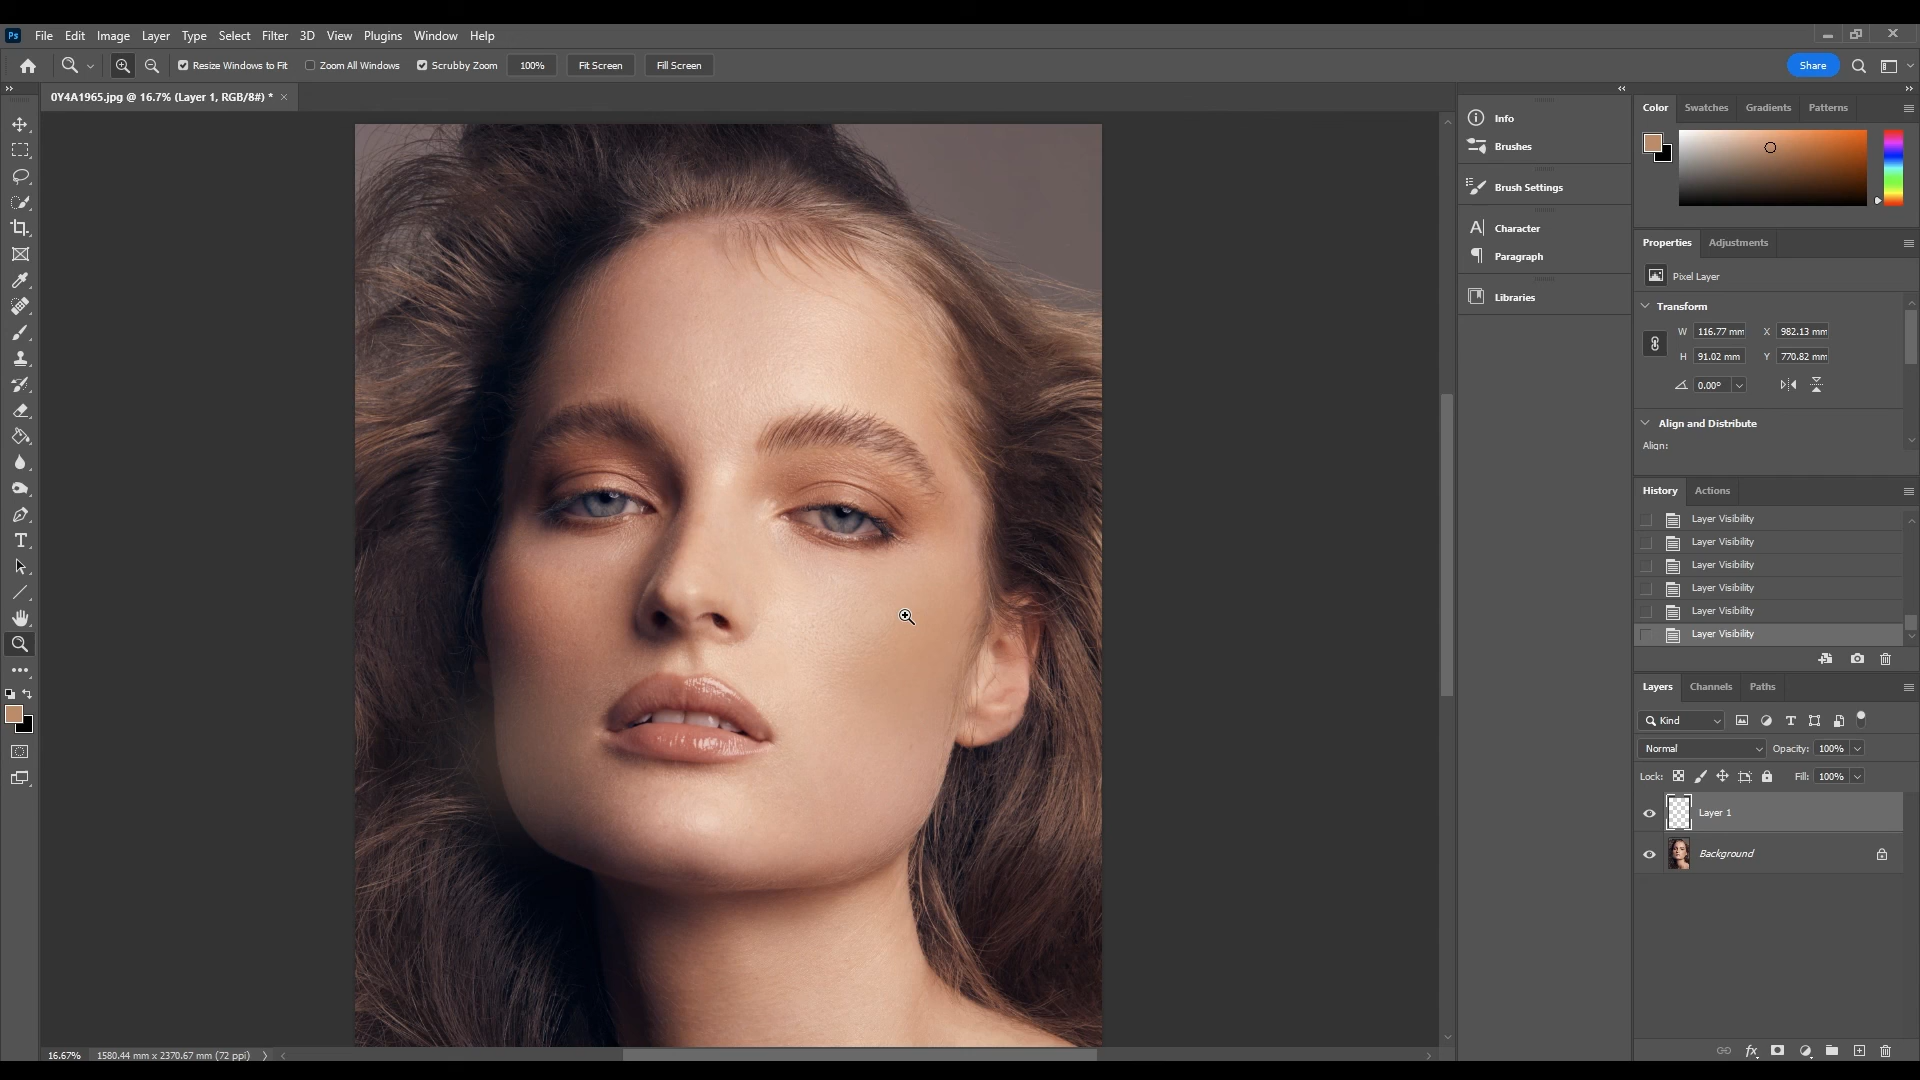 Ps File Edit Image Layer Type Select Filter 3D View Plugins Window Help
Resize Windows to Fit Zoom All Windows Scrubby Zoom 100% Fit Screen Fill Screen Share
0Y4A1965.jpg @ 16.7% (Layer 1, RGB/8#) *
Info
Brushes
Brush Settings
Character
Paragraph
Libraries
Color Swatches Gradients Patterns
Properties Adjustments
Pixel Layer
Transform
W 116.77 mm X 982.13 mm
H 91.02 mm Y 770.82 mm
0.00°
Align and Distribute
Align:
History Actions
Layer Visibility
Layer Visibility
Layer Visibility
Layer Visibility
Layer Visibility
Layer Visibility
Layers Channels Paths
Kind
Normal Opacity: 100%
Lock: Fill: 100%
Layer 1
Background
16.67% 1580.44 mm x 2370.67 mm (72 ppi)